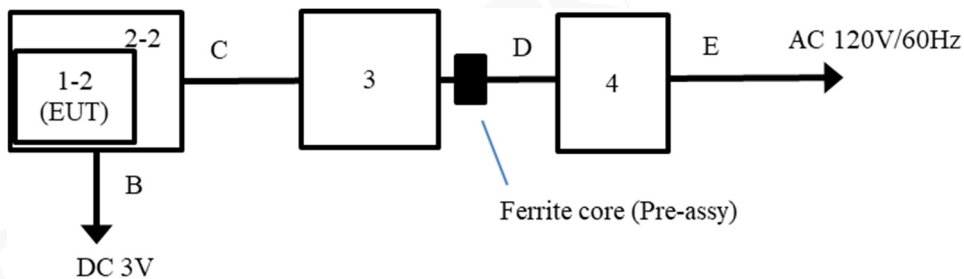 2-2
1-2
(EUT)
C
3
D
4
E
AC 120V/60Hz
B
Ferrite core (Pre-assy)
DC 3V